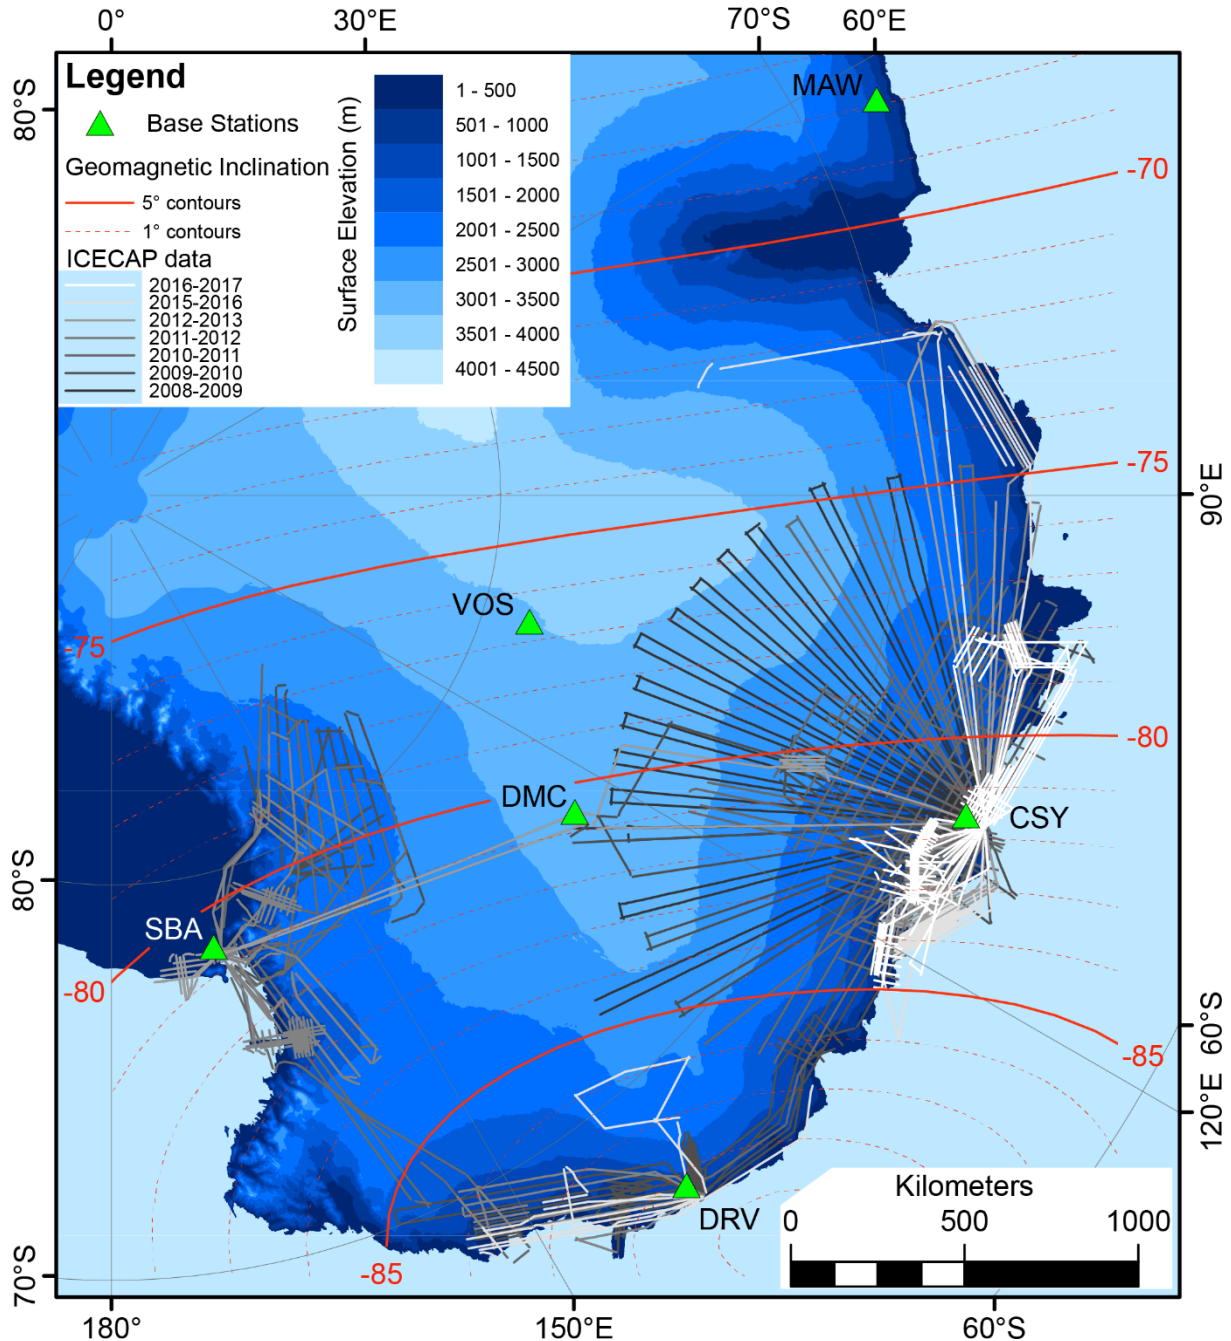 0°
30°E
70°S
60°E
80°S
Legend
Base Stations
Geomagnetic Inclination
5° contours
1° contours
ICECAP data
2016-2017
2015-2016
2012-2013
2011-2012
2010-2011
2009-2010
2008-2009
Surface Elevation (m)
1 - 500
501 - 1000
1001 - 1500
1501 - 2000
2001 - 2500
2501 - 3000
3001 - 3500
3501 - 4000
4001 - 4500
MAW
-70
-75
90°E
VOS
-75
-80
DMC
CSY
80°S
SBA
-80
60°S
-85
120°E
Kilometers
0
500
1000
DRV
-85
70°S
180°
150°E
60°S